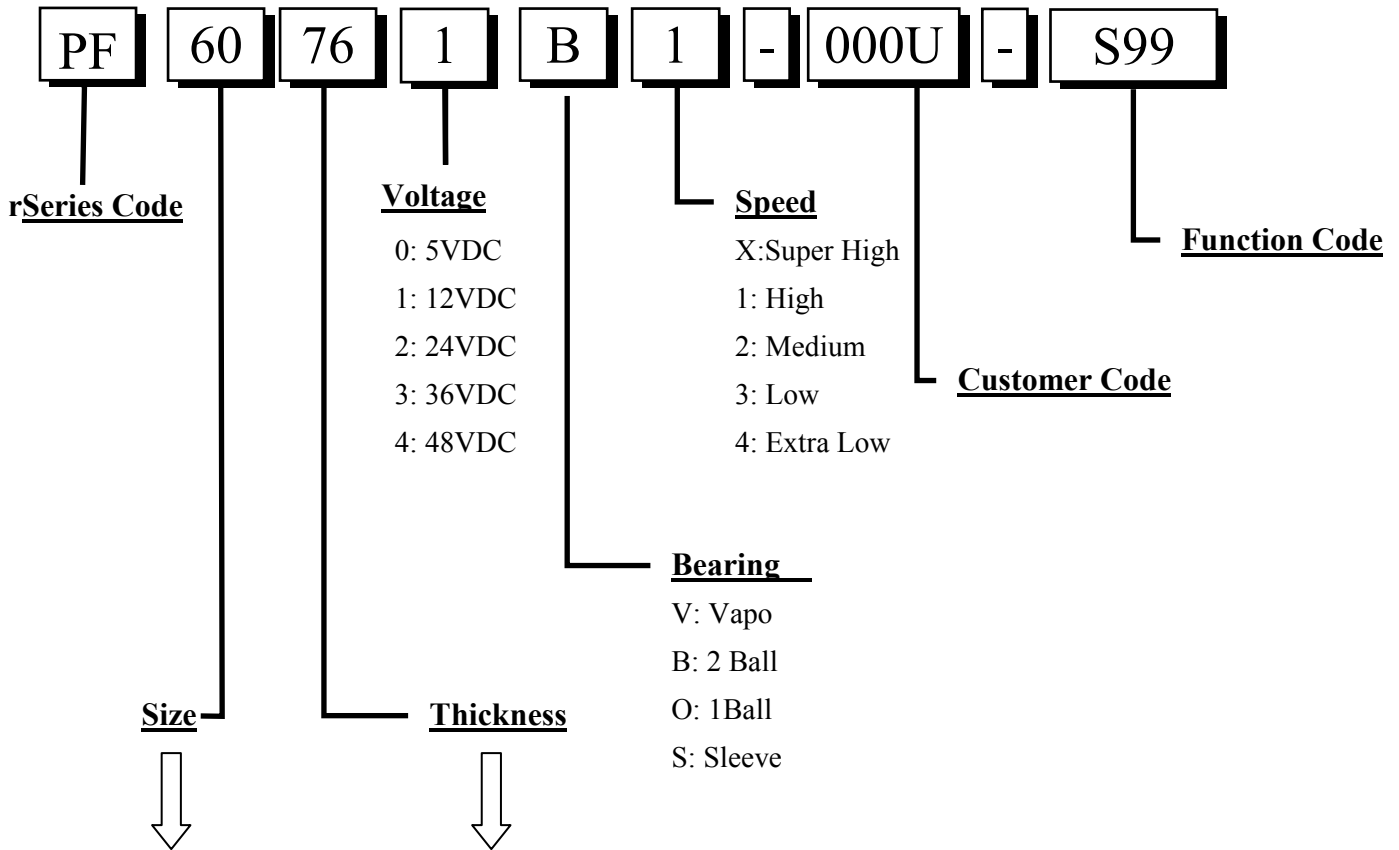 PF 60 76 1 B 1 - 000U - S99
rSeries Code
Voltage
0: 5VDC
1: 12VDC
2: 24VDC
3: 36VDC
4: 48VDC
Speed
X:Super High
1: High
2: Medium
3: Low
4: Extra Low
Function Code
Customer Code
Bearing
V: Vapo
B: 2 Ball
O: 1Ball
S: Sleeve
Size
Thickness